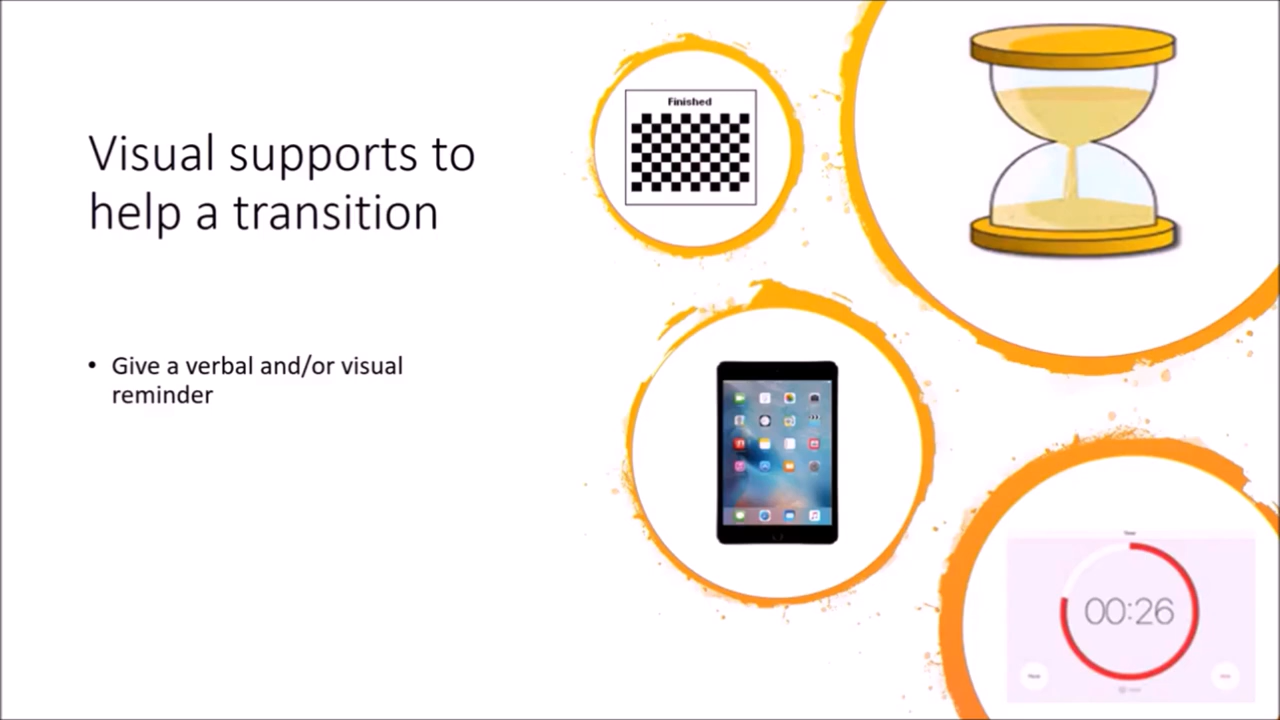 Visual supports to
help a transition
• Give a verbal and/or visual
reminder
Finished
00:26